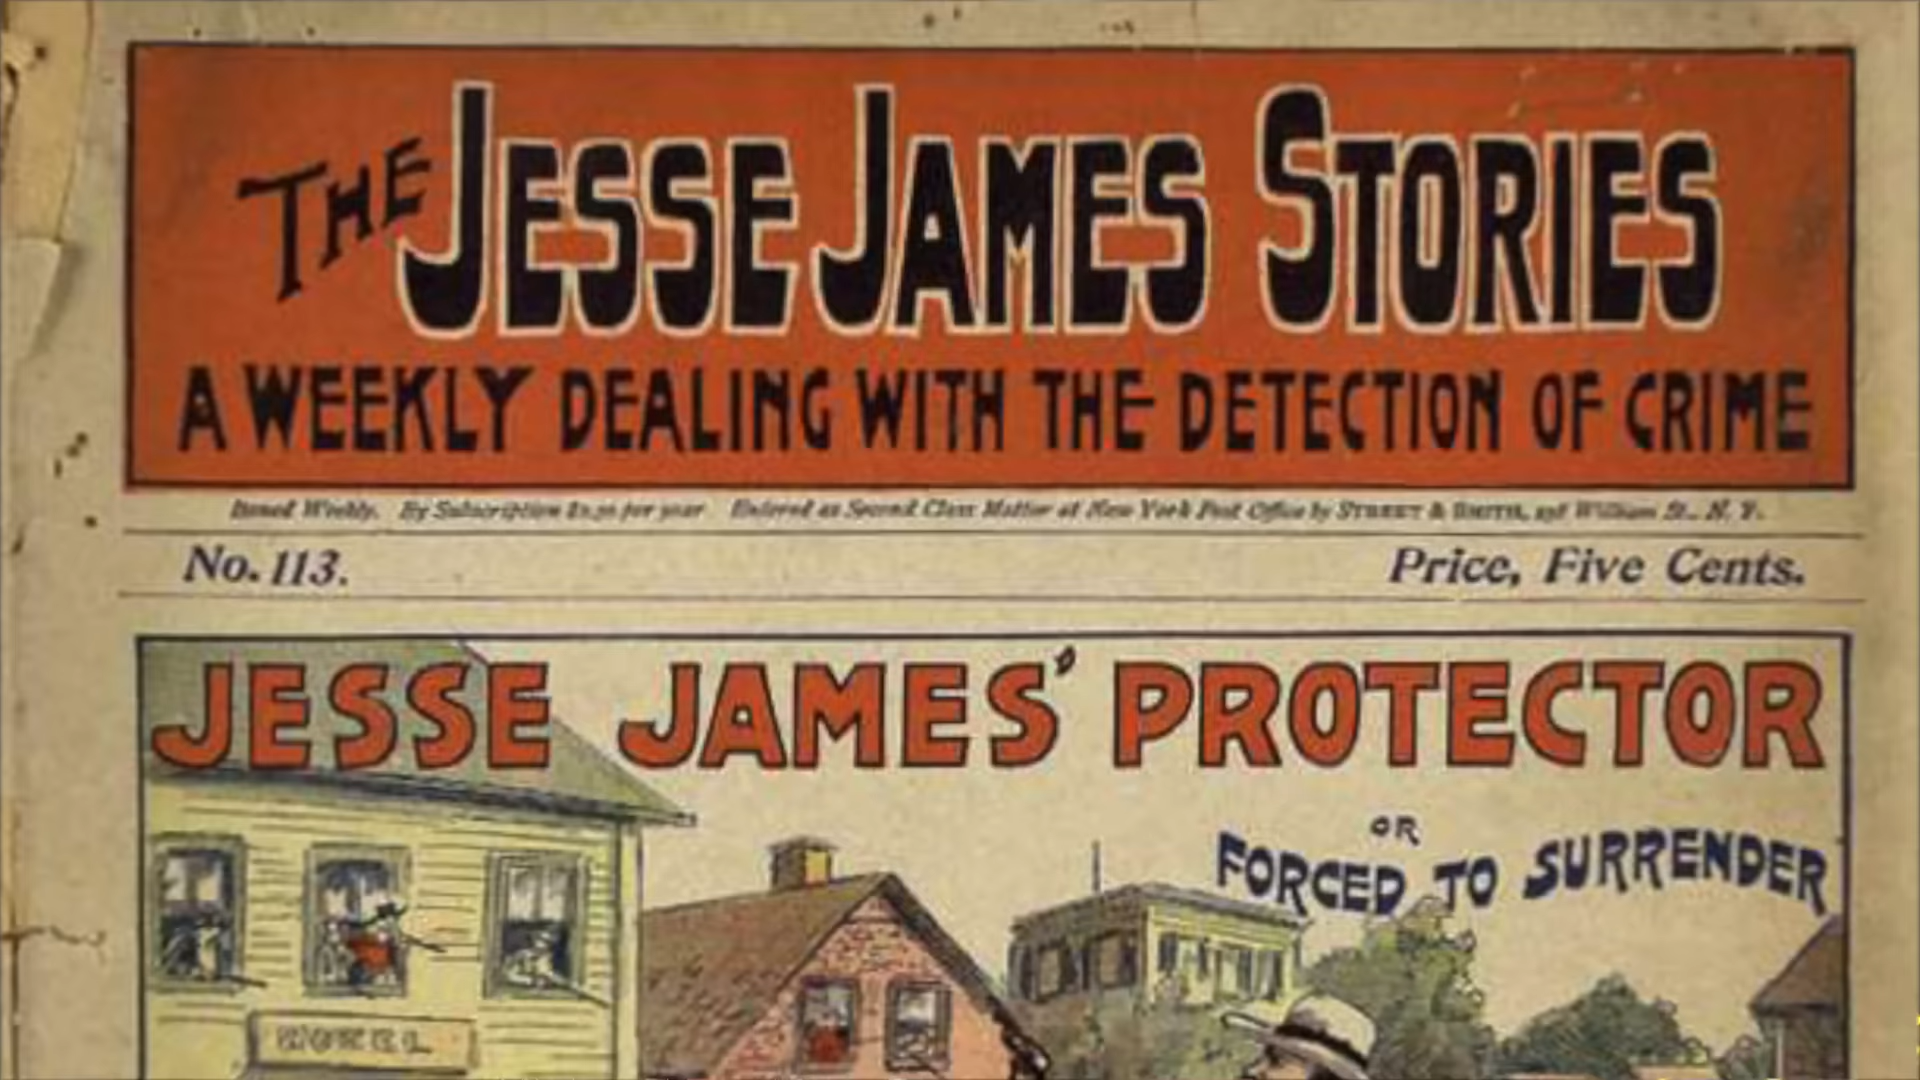 THE JESSE JAMES STORIES
A WEEKLY DEALING WITH THE DETECTION OF CRIME
Issued Weekly. By Subscription per year Entered as Second Class Matter at New York Post Office by STREET & SMITH, William St., N. Y.
No. 113.
Price, Five Cents.
JESSE JAMES' PROTECTOR
OR
FORCED TO SURRENDER